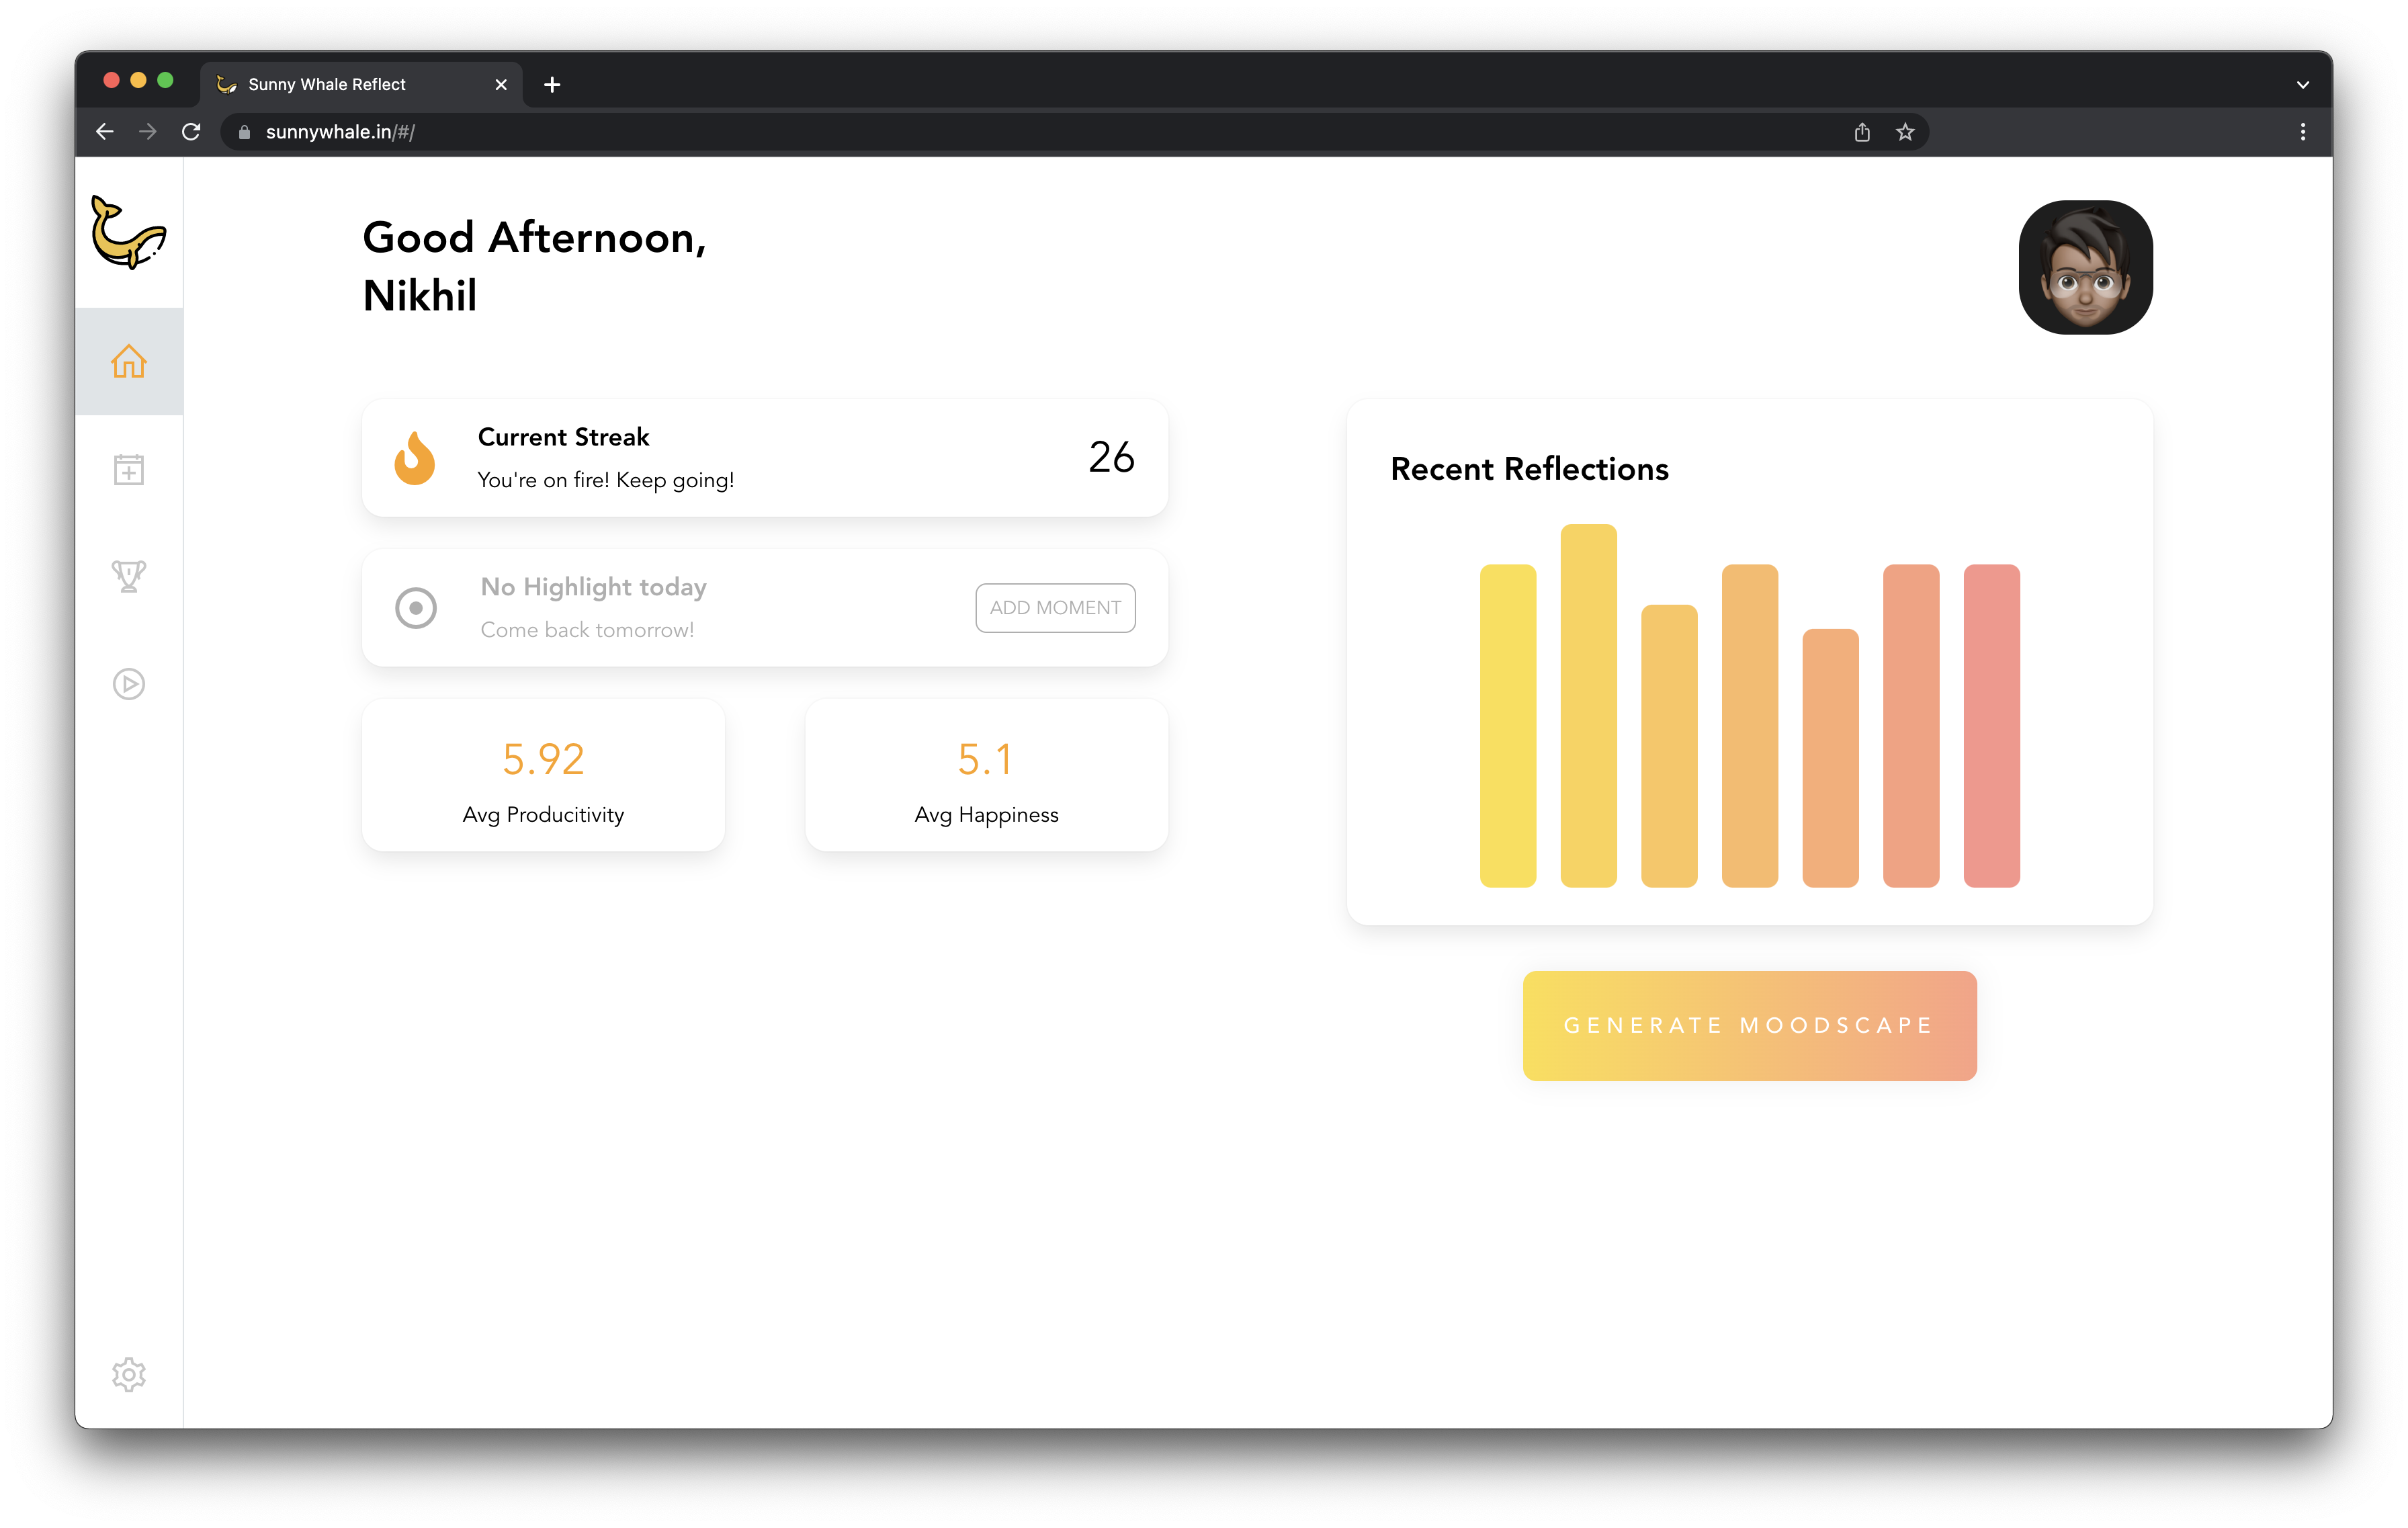 Sunny Whale Reflect
sunnywhale.in/#/
Good Afternoon,
Nikhil
Current Streak
You're on fire! Keep going!
26
No Highlight today
Come back tomorrow!
ADD MOMENT
5.92
Avg Producitivity
5.1
Avg Happiness
Recent Reflections
GENERATE MOODSCAPE